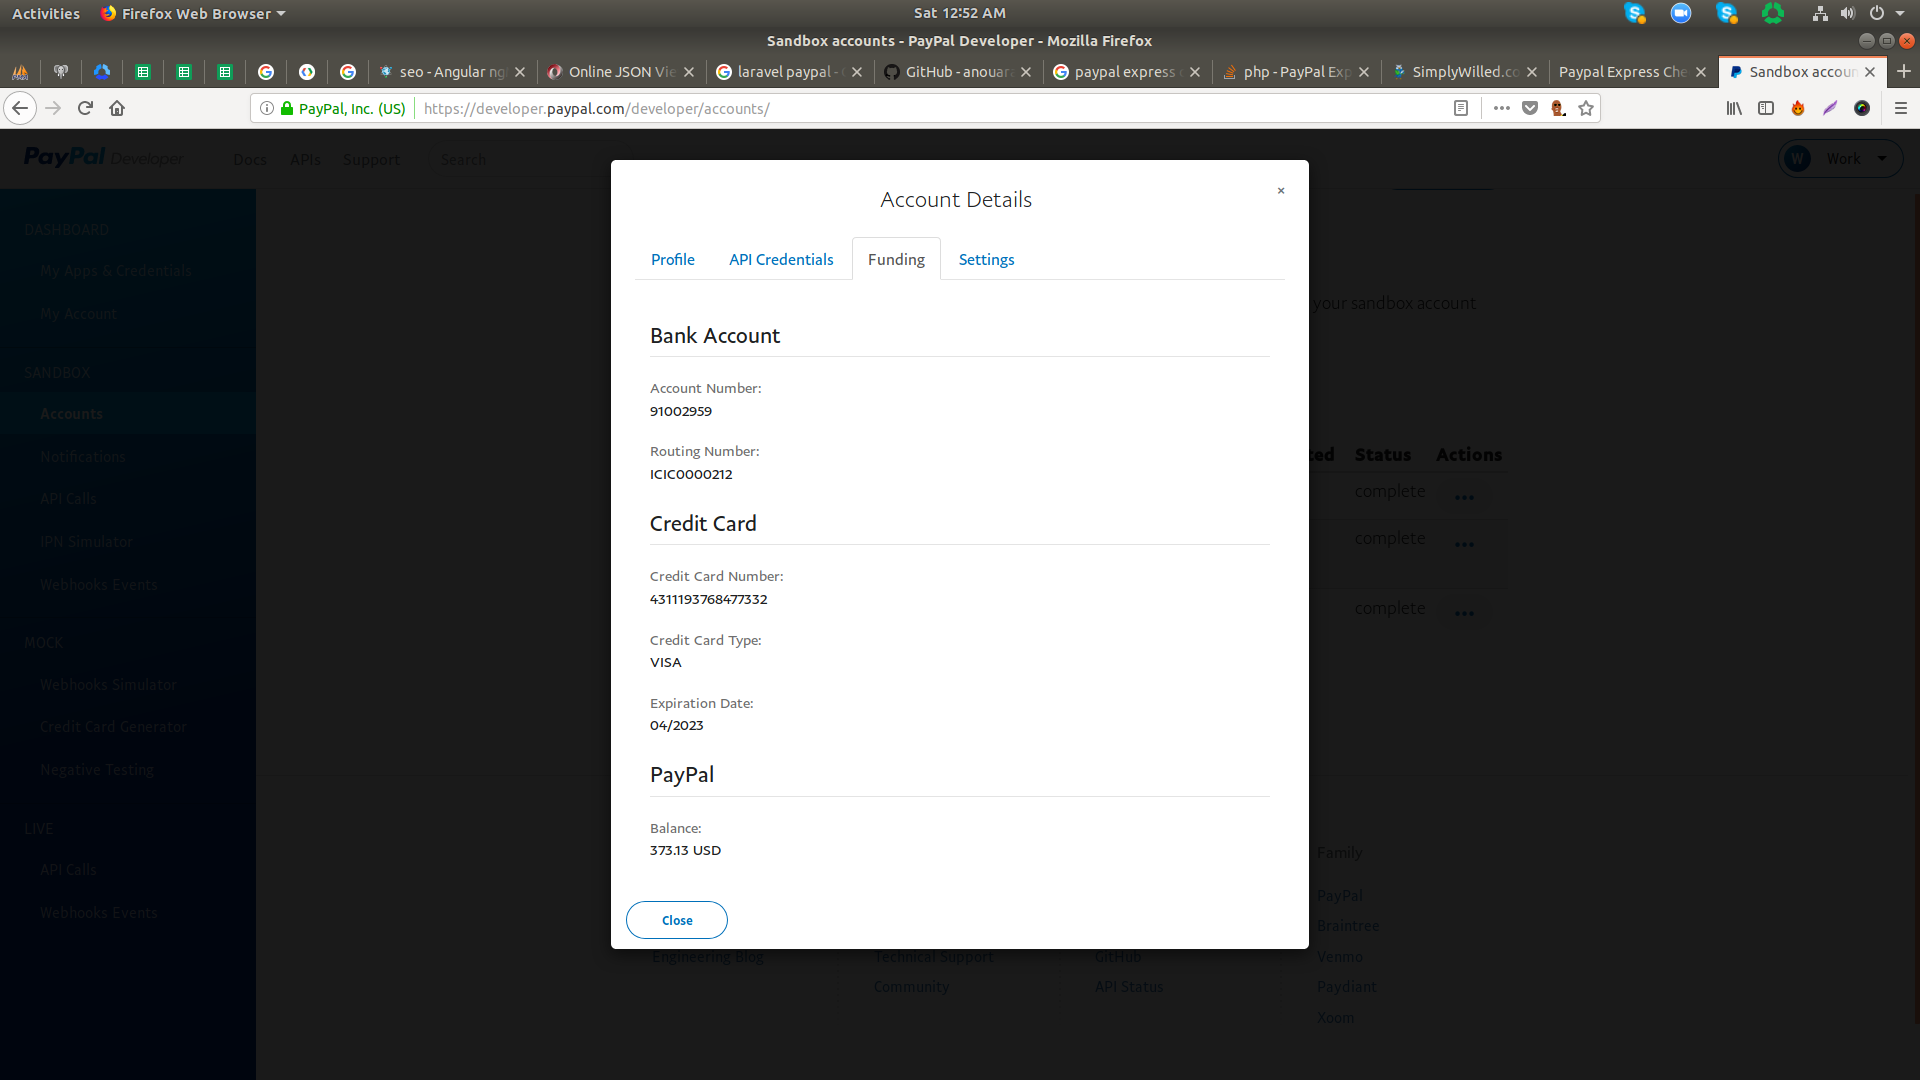 Activities Firefox Web Browser Sat 12:52 AM
Sandbox accounts - PayPal Developer - Mozilla Firefox
seo - Angular ng Online JSON Vie laravel paypal - GitHub - anouar paypal express php - PayPal Exp SimplyWilled.co Paypal Express Che Sandbox accoun
PayPal, Inc. (US) https://developer.paypal.com/developer/accounts/
PayPal Developer Docs APIs Support Search W Work
Account Details ×
Profile API Credentials Funding Settings
DASHBOARD
My Apps & Credentials
My Account
SANDBOX
Accounts
Notifications
API Calls
IPN Simulator
Webhooks Events
MOCK
Webhooks Simulator
Credit Card Generator
Negative Testing
LIVE
API Calls
Webhooks Events
Bank Account
Account Number:
91002959
Routing Number:
ICIC0000212
Credit Card
Credit Card Number:
4311193768477332
Credit Card Type:
VISA
Expiration Date:
04/2023
PayPal
Balance:
373.13 USD
Close
your sandbox account
ted Status Actions
complete
complete
complete
Engineering Blog
Technical Support
Community
GitHub
API Status
Family
PayPal
Braintree
Venmo
Paydiant
Xoom